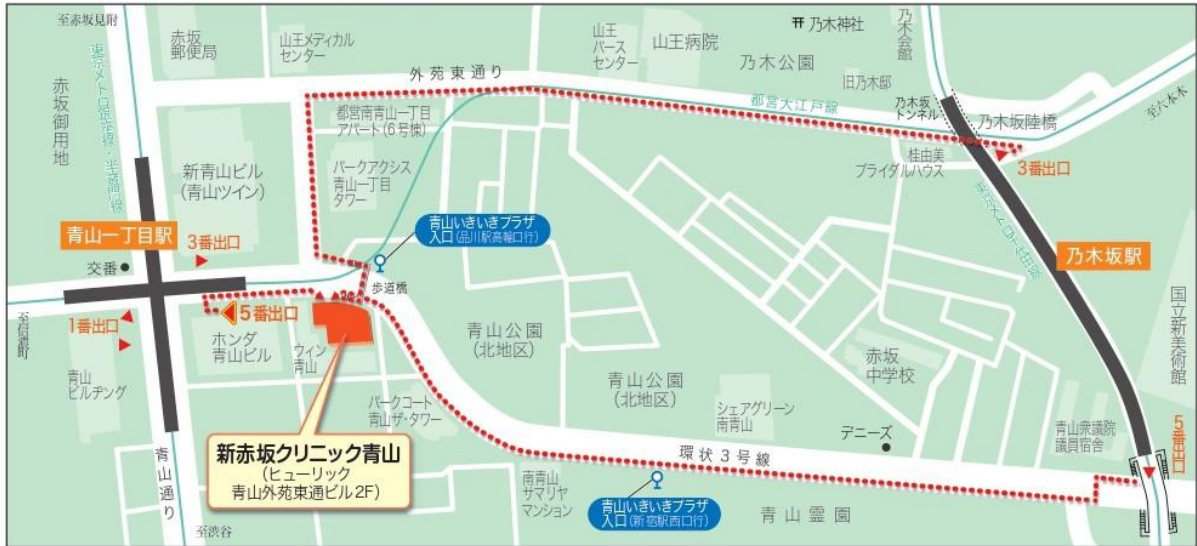 至赤坂見附
赤坂
郵便局
山王メディカル
センター
山王
バース
センター
山王病院
乃木神社
乃木会館
乃木公園
旧乃木邸
乃木坂
トンネル
乃木坂陸橋
至六本木
外苑東通り
都営大江戸線
東京メトロ銀座線・半蔵門線
赤坂御用地
都営南青山一丁目
アパート(6号棟)
新青山ビル
(青山ツイン)
パークアクシス
青山一丁目
タワー
桂由美
ブライダルハウス
3番出口
青山一丁目駅
3番出口
交番
青山いきいきプラザ
入口(品川駅高輪口行)
歩道橋
乃木坂駅
東京メトロ千代田線
国立新美術館
至信濃町
1番出口
5番出口
ホンダ
青山ビル
ウィン
青山
青山
ビルヂング
青山公園
(北地区)
青山公園
(北地区)
赤坂
中学校
パークコート
青山ザ・タワー
シェアグリーン
南青山
デニーズ
青山衆議院
議員宿舎
5番出口
新赤坂クリニック青山
(ヒューリック
青山外苑東通ビル2F)
環状3号線
青山通り
至渋谷
南青山
サマリヤ
マンション
青山いきいきプラザ
入口(新宿駅西口行)
青山霊園